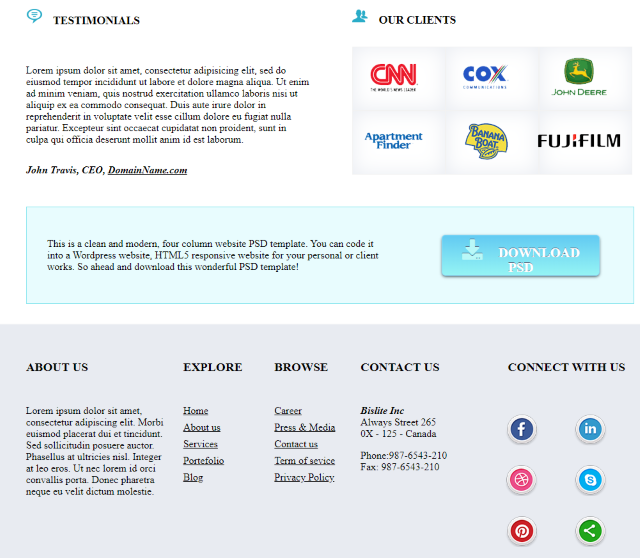 TESTIMONIALS
Lorem ipsum dolor sit amet, consectetur adipisicing elit, sed do
eiusmod tempor incididunt ut labore et dolore magna aliqua. Ut enim
ad minim veniam, quis nostrud exercitation ullamco laboris nisi ut
aliquip ex ea commodo consequat. Duis aute irure dolor in
reprehenderit in voluptate velit esse cillum dolore eu fugiat nulla
pariatur. Excepteur sint occaecat cupidatat non proident, sunt in
culpa qui officia deserunt mollit anim id est laborum.
John Travis, CEO, DomainName.com
OUR CLIENTS
CNN
THE WORLD'S NEWS LEADER
COX
COMMUNICATIONS
JOHN DEERE
Apartment
Finder
BANANA
BOAT
FUJIFILM
This is a clean and modern, four column website PSD template. You can code it
into a Wordpress website, HTML5 responsive website for your personal or client
works. So ahead and download this wonderful PSD template!
DOWNLOAD
PSD
ABOUT US
Lorem ipsum dolor sit amet,
consectetur adipiscing elit. Morbi
euismod placerat dui et tincidunt.
Sed sollicitudin posuere auctor.
Phasellus at ultricies nisl. Integer
at leo eros. Ut nec lorem id orci
convallis porta. Donec pharetra
neque eu velit dictum molestie.
EXPLORE
Home
About us
Services
Portefolio
Blog
BROWSE
Career
Press & Media
Contact us
Term of sevice
Privacy Policy
CONTACT US
Bislite Inc
Always Street 265
0X - 125 - Canada
Phone:987-6543-210
Fax: 987-6543-210
CONNECT WITH US